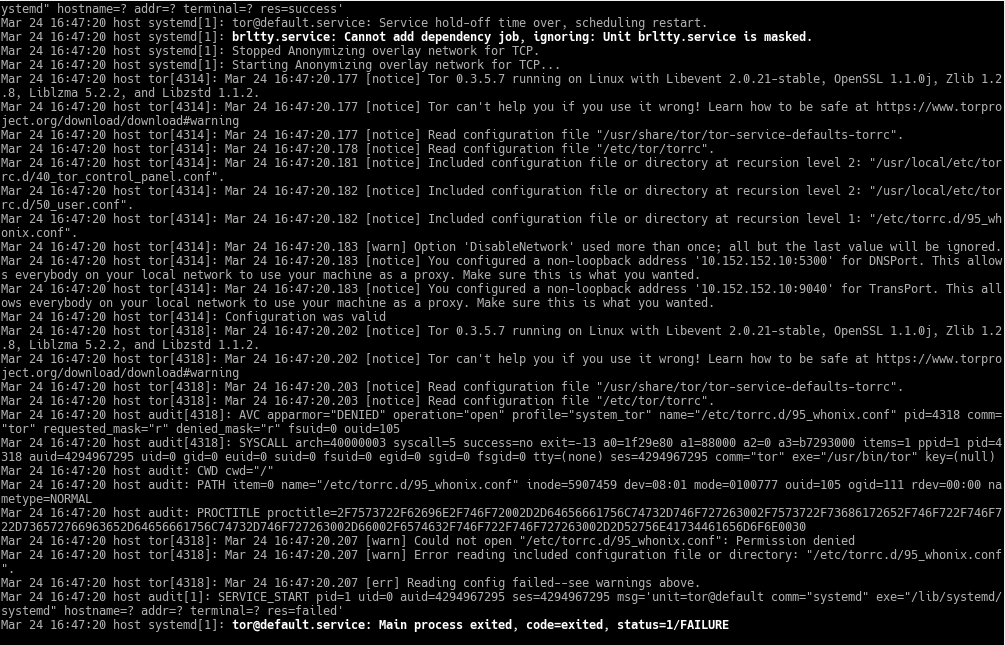 ystemd" hostname=? addr=? terminal=? res=success'
Mar 24 16:47:20 host systemd[1]: tor@default.service: Service hold-off time over, scheduling restart.
Mar 24 16:47:20 host systemd[1]: brltty.service: Cannot add dependency job, ignoring: Unit brltty.service is masked.
Mar 24 16:47:20 host systemd[1]: Stopped Anonymizing overlay network for TCP.
Mar 24 16:47:20 host systemd[1]: Starting Anonymizing overlay network for TCP...
Mar 24 16:47:20 host tor[4314]: Mar 24 16:47:20.177 [notice] Tor 0.3.5.7 running on Linux with Libevent 2.0.21-stable, OpenSSL 1.1.0j, Zlib 1.2
.8, Liblzma 5.2.2, and Libzstd 1.1.2.
Mar 24 16:47:20 host tor[4314]: Mar 24 16:47:20.177 [notice] Tor can't help you if you use it wrong! Learn how to be safe at https://www.torpro
ject.org/download/download#warning
Mar 24 16:47:20 host tor[4314]: Mar 24 16:47:20.177 [notice] Read configuration file "/usr/share/tor/tor-service-defaults-torrc".
Mar 24 16:47:20 host tor[4314]: Mar 24 16:47:20.178 [notice] Read configuration file "/etc/tor/torrc".
Mar 24 16:47:20 host tor[4314]: Mar 24 16:47:20.181 [notice] Included configuration file or directory at recursion level 2: "/usr/local/etc/tor
rc.d/40_tor_control_panel.conf".
Mar 24 16:47:20 host tor[4314]: Mar 24 16:47:20.182 [notice] Included configuration file or directory at recursion level 2: "/usr/local/etc/tor
rc.d/50_user.conf".
Mar 24 16:47:20 host tor[4314]: Mar 24 16:47:20.182 [notice] Included configuration file or directory at recursion level 1: "/etc/torrc.d/95_wh
onix.conf".
Mar 24 16:47:20 host tor[4314]: Mar 24 16:47:20.183 [warn] Option 'DisableNetwork' used more than once; all but the last value will be ignored.
Mar 24 16:47:20 host tor[4314]: Mar 24 16:47:20.183 [notice] You configured a non-loopback address '10.152.152.10:5300' for DNSPort. This allow
s everybody on your local network to use your machine as a proxy. Make sure this is what you wanted.
Mar 24 16:47:20 host tor[4314]: Mar 24 16:47:20.183 [notice] You configured a non-loopback address '10.152.152.10:9040' for TransPort. This all
ows everybody on your local network to use your machine as a proxy. Make sure this is what you wanted.
Mar 24 16:47:20 host tor[4314]: Configuration was valid
Mar 24 16:47:20 host tor[4318]: Mar 24 16:47:20.202 [notice] Tor 0.3.5.7 running on Linux with Libevent 2.0.21-stable, OpenSSL 1.1.0j, Zlib 1.2
.8, Liblzma 5.2.2, and Libzstd 1.1.2.
Mar 24 16:47:20 host tor[4318]: Mar 24 16:47:20.202 [notice] Tor can't help you if you use it wrong! Learn how to be safe at https://www.torpro
ject.org/download/download#warning
Mar 24 16:47:20 host tor[4318]: Mar 24 16:47:20.203 [notice] Read configuration file "/usr/share/tor/tor-service-defaults-torrc".
Mar 24 16:47:20 host tor[4318]: Mar 24 16:47:20.203 [notice] Read configuration file "/etc/tor/torrc".
Mar 24 16:47:20 host audit[4318]: AVC apparmor="DENIED" operation="open" profile="system_tor" name="/etc/torrc.d/95_whonix.conf" pid=4318 comm=
"tor" requested_mask="r" denied_mask="r" fsuid=0 ouid=105
Mar 24 16:47:20 host audit[4318]: SYSCALL arch=40000003 syscall=5 success=no exit=-13 a0=1f29e80 a1=88000 a2=0 a3=b7293000 items=1 ppid=1 pid=4
318 auid=4294967295 uid=0 gid=0 euid=0 suid=0 fsuid=0 egid=0 sgid=0 fsgid=0 tty=(none) ses=4294967295 comm="tor" exe="/usr/bin/tor" key=(null)
Mar 24 16:47:20 host audit: CWD cwd="/"
Mar 24 16:47:20 host audit: PATH item=0 name="/etc/torrc.d/95_whonix.conf" inode=5907459 dev=08:01 mode=0100777 ouid=105 ogid=111 rdev=00:00 na
metype=NORMAL
Mar 24 16:47:20 host audit: PROCTITLE proctitle=2F7573722F62696E2F746F72002D2D64656661756C74732D746F727263002F7573722F73686172652F746F722F746F7
22D736572766963652D64656661756C74732D746F727263002D66002F6574632F746F722F746F727263002D2D52756E41734461656D6F6E0030
Mar 24 16:47:20 host tor[4318]: Mar 24 16:47:20.207 [warn] Could not open "/etc/torrc.d/95_whonix.conf": Permission denied
Mar 24 16:47:20 host tor[4318]: Mar 24 16:47:20.207 [warn] Error reading included configuration file or directory: "/etc/torrc.d/95_whonix.conf
".
Mar 24 16:47:20 host tor[4318]: Mar 24 16:47:20.207 [err] Reading config failed--see warnings above.
Mar 24 16:47:20 host audit[1]: SERVICE_START pid=1 uid=0 auid=4294967295 ses=4294967295 msg='unit=tor@default comm="systemd" exe="/lib/systemd/
systemd" hostname=? addr=? terminal=? res=failed'
Mar 24 16:47:20 host systemd[1]: tor@default.service: Main process exited, code=exited, status=1/FAILURE